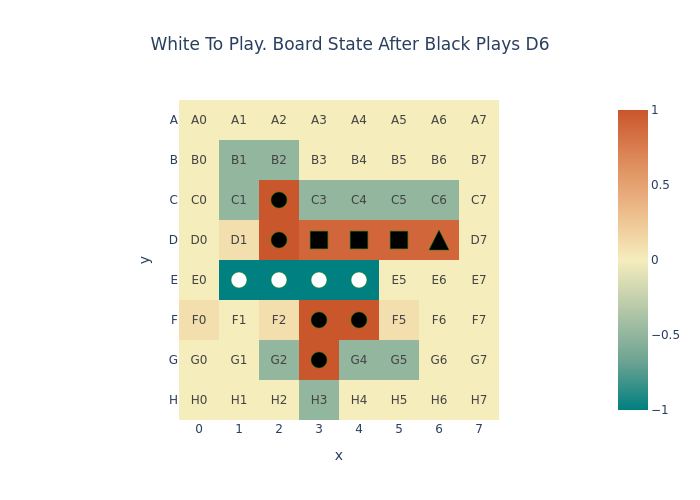 White To Play. Board State After Black Plays D6
A A0 A1 A2 A3 A4 A5 A6 A7
B B0 B1 B2 B3 B4 B5 B6 B7
C C0 C1 C3 C4 C5 C6 C7
D D0 D1 D7
E E0 E5 E6 E7
F F0 F1 F2 F5 F6 F7
G G0 G1 G2 G4 G5 G6 G7
H H0 H1 H2 H3 H4 H5 H6 H7
0 1 2 3 4 5 6 7
x
y
1
0.5
0
−0.5
−1